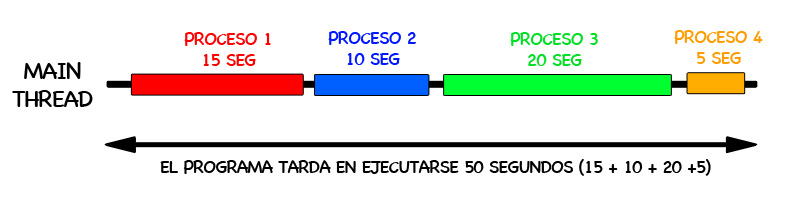 PROCESO 1
15 SEG
PROCESO 2
10 SEG
PROCESO 3
20 SEG
PROCESO 4
5 SEG
MAIN
THREAD
EL PROGRAMA TARDA EN EJECUTARSE 50 SEGUNDOS (15 + 10 + 20 +5)